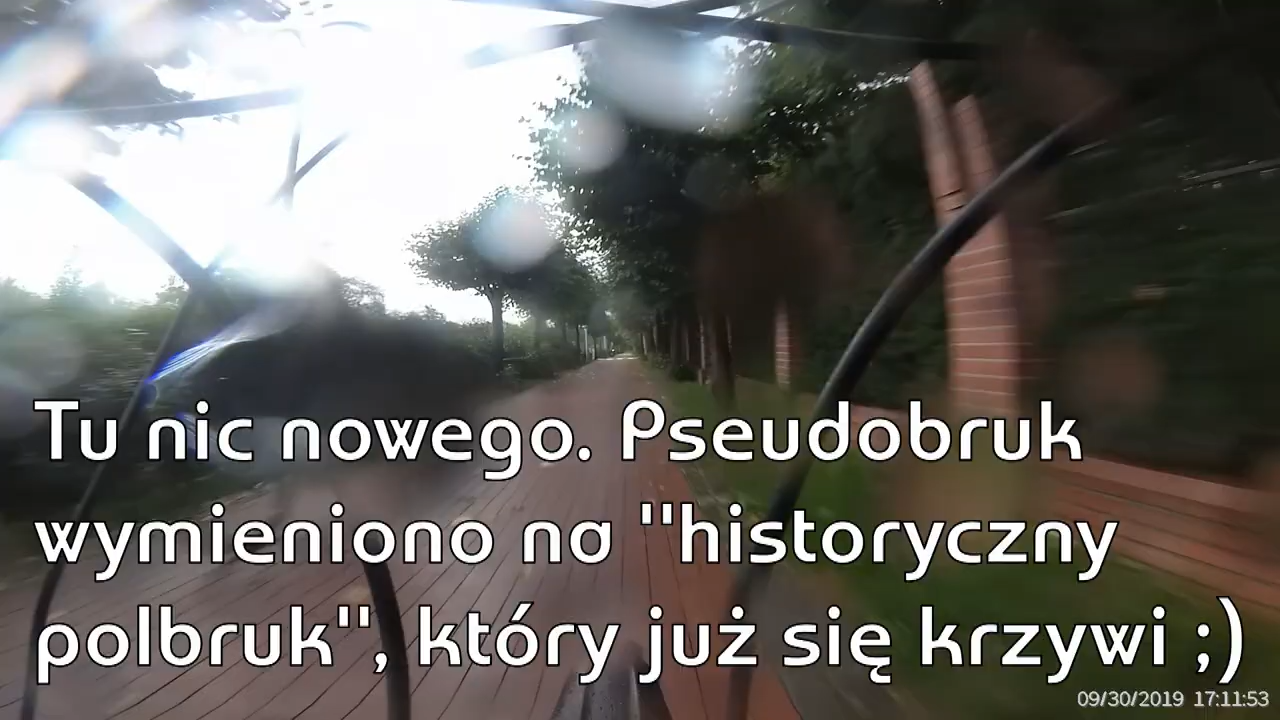 Tu nic nowego. Pseudobruk
wymieniono na "historyczny
polbruk", który już się krzywi ;)
09/30/2019 17:11:53